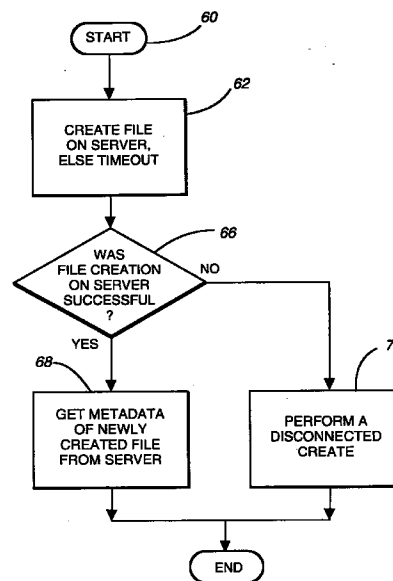 START
60
62
CREATE FILE
ON SERVER,
ELSE TIMEOUT
66
WAS
FILE CREATION
ON SERVER
SUCCESSFUL
?
NO
YES
68
GET METADATA
OF NEWLY
CREATED FILE
FROM SERVER
7
PERFORM A
DISCONNECTED
CREATE
END